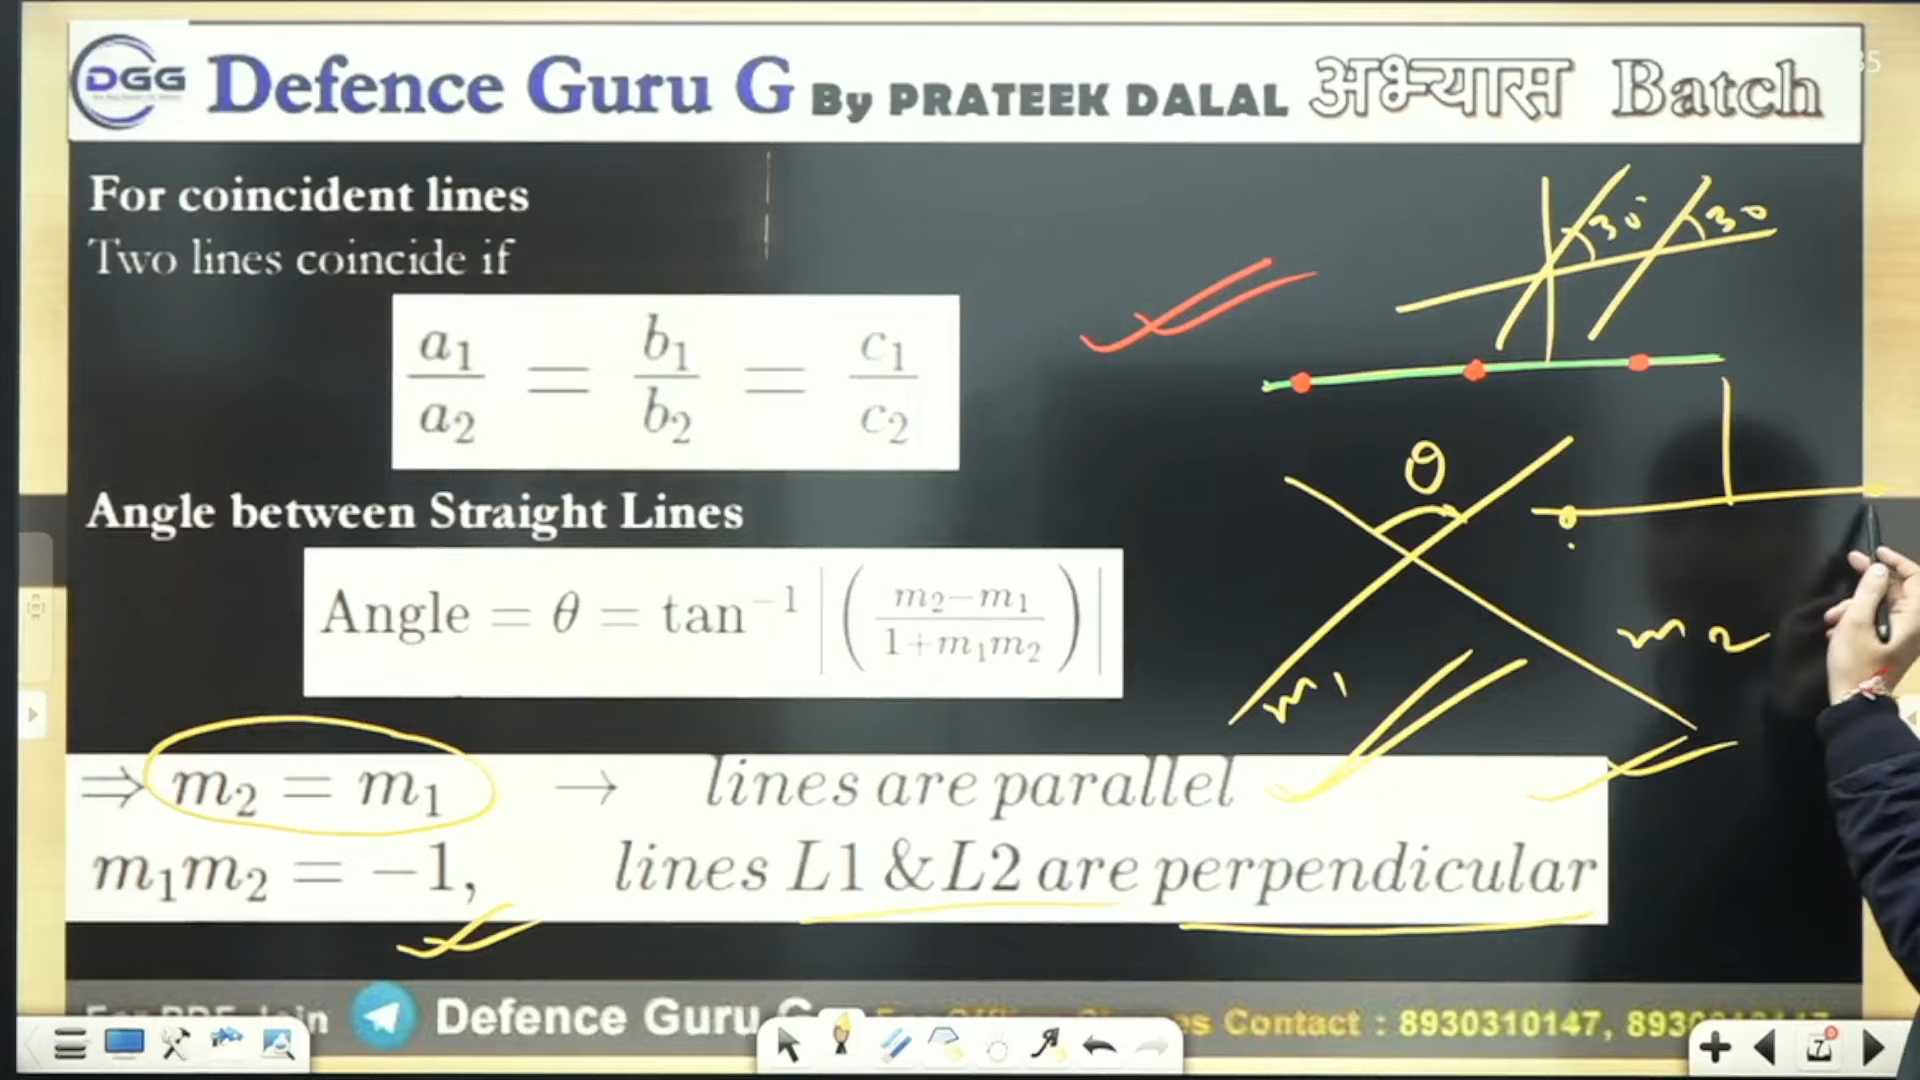 DGG Defence Guru G By PRATEEK DALAL अभ्यास Batch
35
For coincident lines
Two lines coincide if
a₁/a₂ = b₁/b₂ = c₁/c₂
30°
30
Angle between Straight Lines
θ
Angle = θ = tan⁻¹ |((m₂−m₁)/(1+m₁m₂))|
m₁
m₂
⇒ m₂ = m₁ → lines are parallel
m₁m₂ = −1, lines L1 & L2 are perpendicular
Defence Guru G
Contact : 8930310147,
7